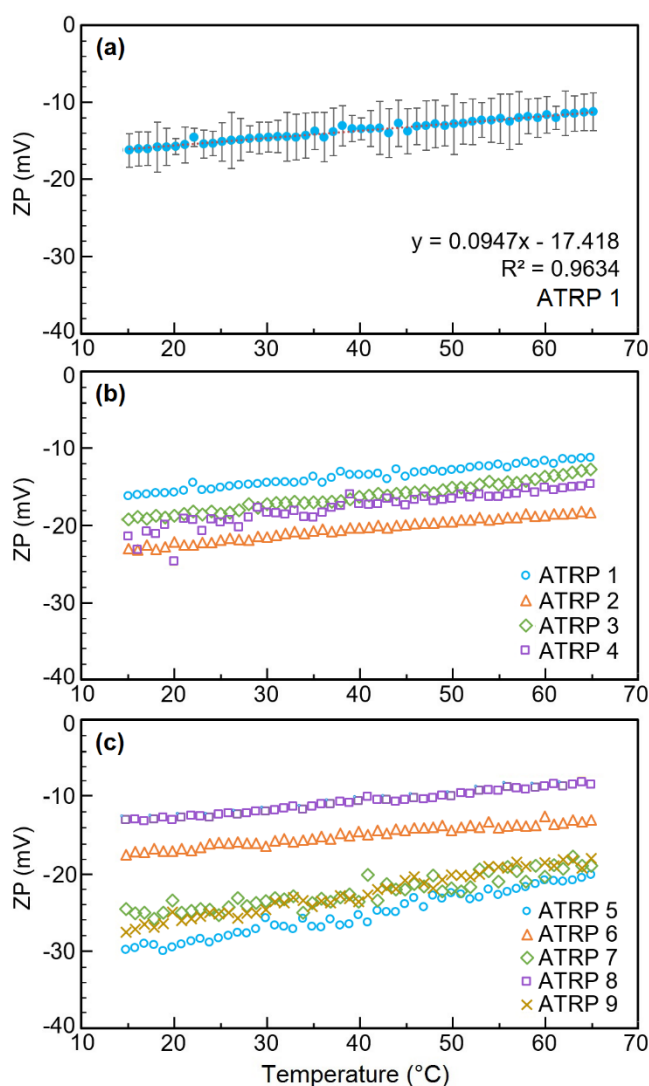 (a)
0
-10
-20
-30
-40
ZP (mV)
y = 0.0947x - 17.418
R² = 0.9634
ATRP 1
10 20 30 40 50 60 70
(b)
0
-10
-20
-30
-40
ZP (mV)
ATRP 1
ATRP 2
ATRP 3
ATRP 4
10 20 30 40 50 60 70
(c)
0
-10
-20
-30
-40
ZP (mV)
ATRP 5
ATRP 6
ATRP 7
ATRP 8
ATRP 9
10 20 30 40 50 60 70
Temperature (°C)